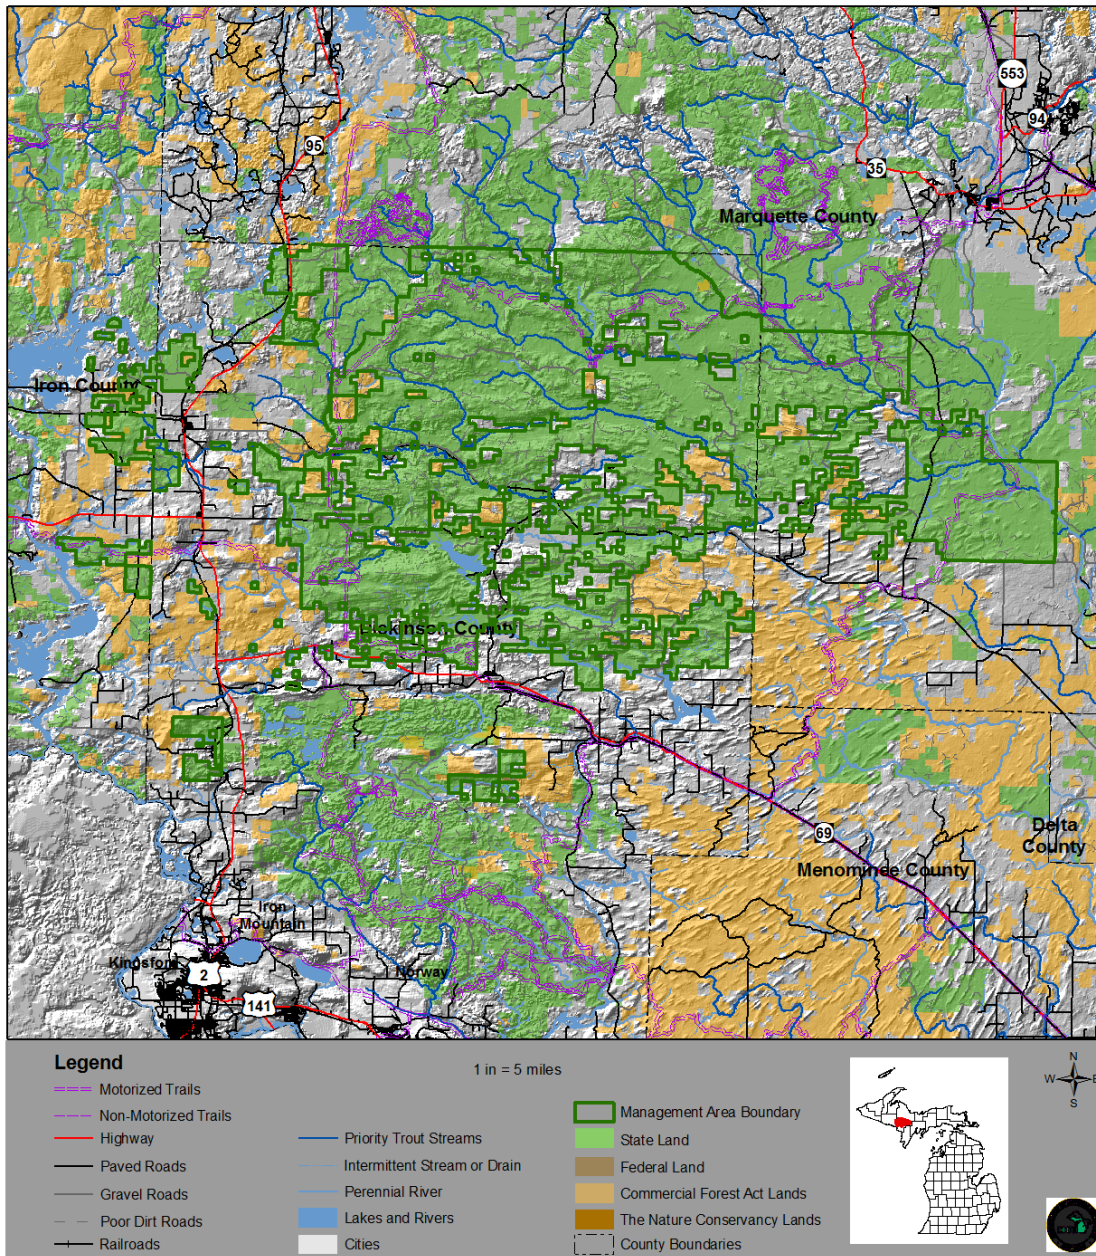 553
94
95
35
Marquette County
Iron County
Dickinson County
69
Delta
County
Menominee County
Iron
Mountain
Kingsford
2
Norway
141
Legend
1 in = 5 miles
Motorized Trails
Non-Motorized Trails
Highway
Paved Roads
Gravel Roads
Poor Dirt Roads
Railroads
Priority Trout Streams
Intermittent Stream or Drain
Perennial River
Lakes and Rivers
Cities
Management Area Boundary
State Land
Federal Land
Commercial Forest Act Lands
The Nature Conservancy Lands
County Boundaries
N
W E
S